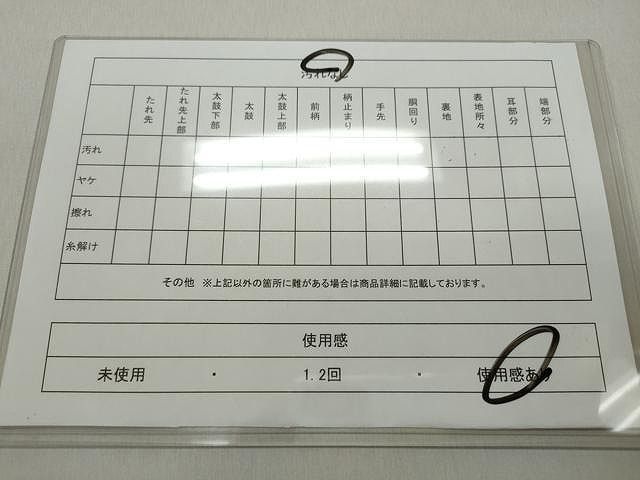 汚れなし
たれ先 たれ先上部 太鼓下部 太鼓 太鼓上部 前柄 柄止まり 手先 胴回り 裏地 表地所々 耳部分 端部分
汚れ
ヤケ
擦れ
糸解け
その他 ※上記以外の箇所に難がある場合は商品詳細に記載しております。
使用感
未使用 ・ 1.2回 ・ 使用感あり